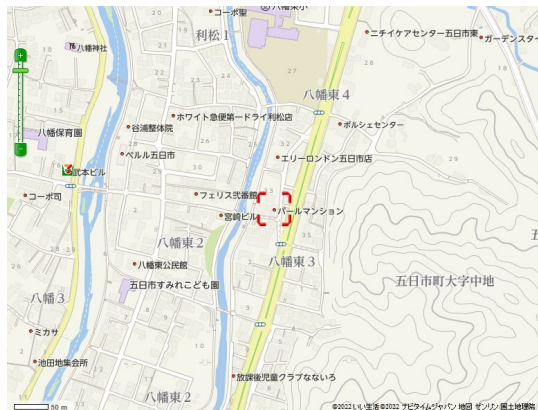 コーポ聖
八幡東小
利松1
ニチイケアセンター五日市東
ガーデンスタ
八幡神社
27
八幡東4
ホワイト急便第一ドライ利松店
ポルシェセンター
八幡保育園
谷浦整体院
ベルル五日市
エリーロンドン五日市店
武本ビル
コーポ司
フェリス弐番館
宮崎ビル
パールマンション
八幡東2
八幡東3
八幡東公民館
五日市町大字中地
五日市すみれこども園
八幡3
ミカサ
池田地集会所
放課後児童クラブなないろ
八幡東2
50 m
©2022 いい生活 ©2022 ナビタイムジャパン 地図 ゼンリン 国土地理院